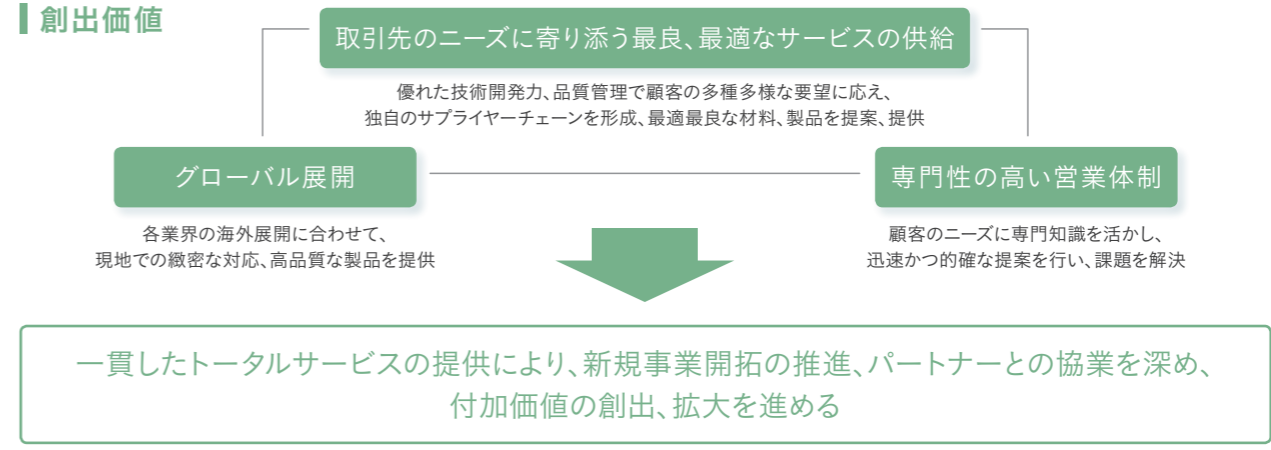 創出価値
取引先のニーズに寄り添う最良、最適なサービスの供給
優れた技術開発力、品質管理で顧客の多種多様な要望に応え、
独自のサプライヤーチェーンを形成、最適最良な材料、製品を提案、提供
グローバル展開
各業界の海外展開に合わせて、
現地での緻密な対応、高品質な製品を提供
専門性の高い営業体制
顧客のニーズに専門知識を活かし、
迅速かつ的確な提案を行い、課題を解決
一貫したトータルサービスの提供により、新規事業開拓の推進、パートナーとの協業を深め、
付加価値の創出、拡大を進める